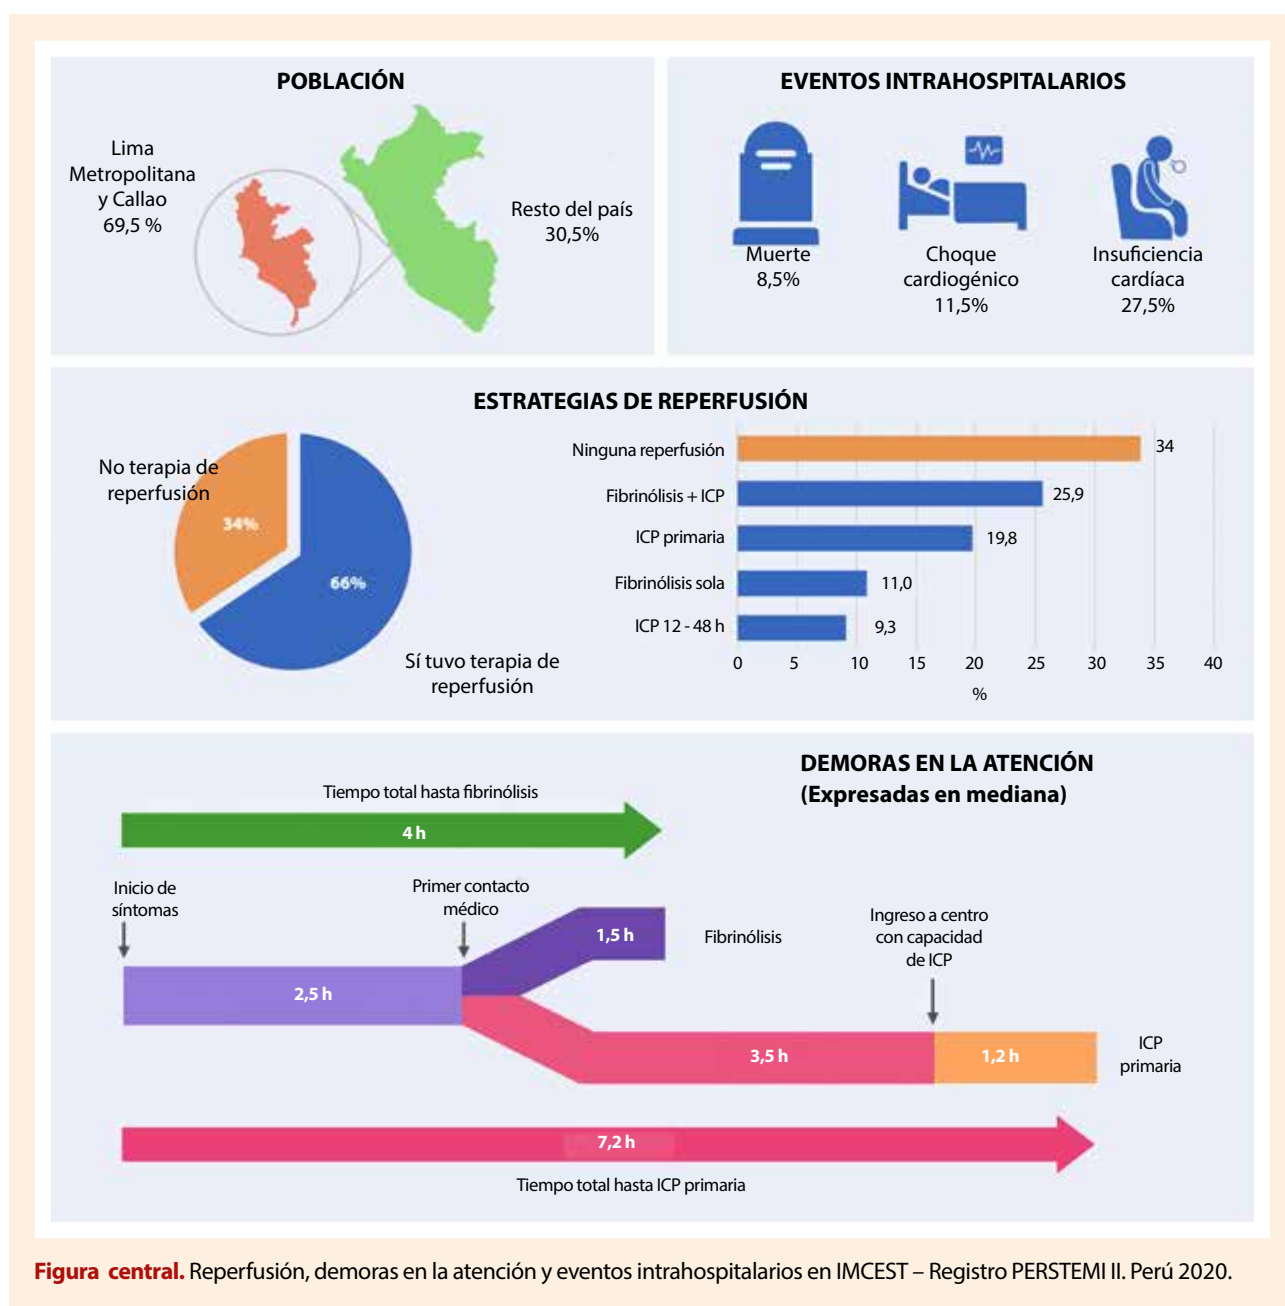 POBLACIÓN
Lima
Metropolitana
y Callao
69,5 %
Resto del país
30,5%
EVENTOS INTRAHOSPITALARIOS
Muerte
8,5%
Choque
cardiogénico
11,5%
Insuficiencia
cardíaca
27,5%
ESTRATEGIAS DE REPERFUSIÓN
No terapia de
reperfusión
34%
66%
Sí tuvo terapia de
reperfusión
Ninguna reperfusión
34
Fibrinólisis + ICP
25,9
ICP primaria
19,8
Fibrinólisis sola
11,0
ICP 12 - 48 h
9,3
0 5 10 15 20 25 30 35 40
%
DEMORAS EN LA ATENCIÓN
(Expresadas en mediana)
Tiempo total hasta fibrinólisis
4 h
Inicio de
síntomas
Primer contacto
médico
Ingreso a centro
con capacidad
de ICP
1,5 h
Fibrinólisis
2,5 h
3,5 h
1,2 h
ICP
primaria
7,2 h
Tiempo total hasta ICP primaria
Figura central. Reperfusión, demoras en la atención y eventos intrahospitalarios en IMCEST – Registro PERSTEMI II. Perú 2020.